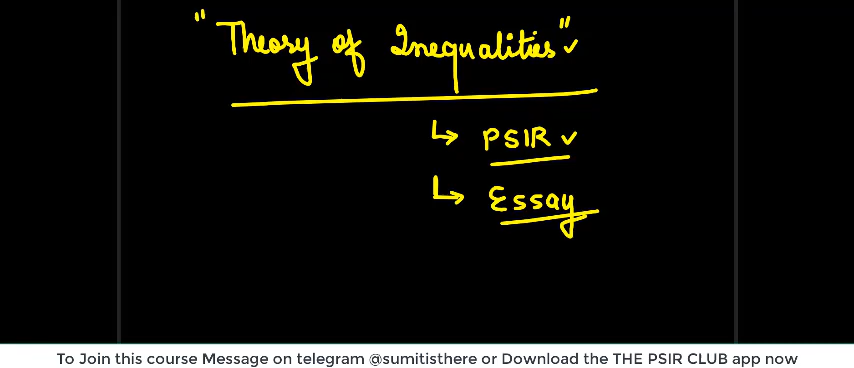 "Theory of Inequalities" ✓
↳ PSIR ✓
↳ Essay
To Join this course Message on telegram @sumitisthere or Download the THE PSIR CLUB app now